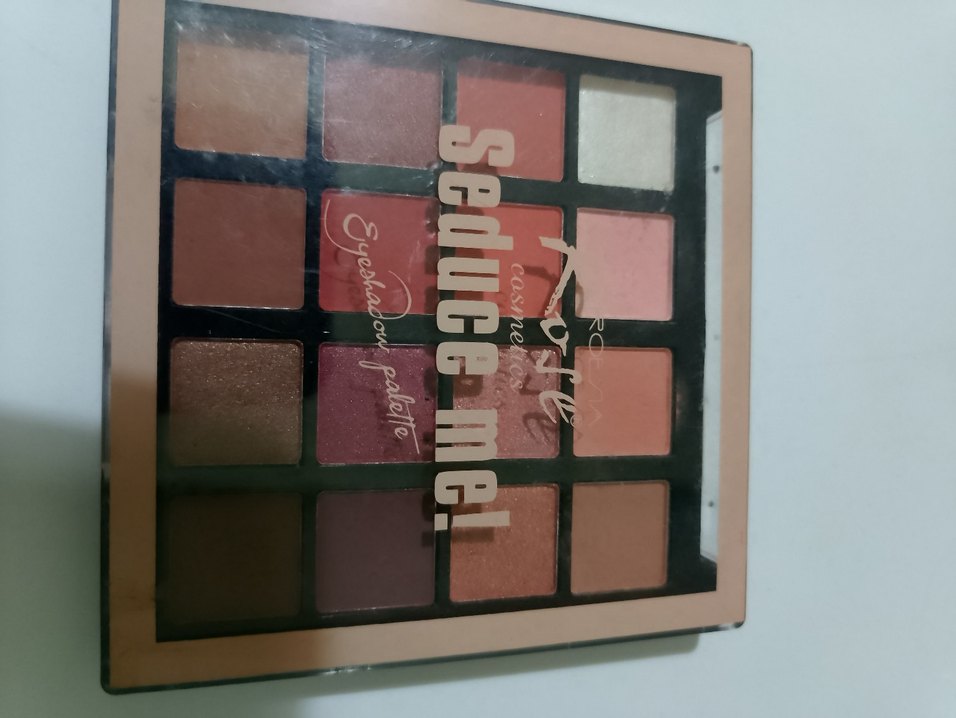 Rose
cosmetics
seduce me!
Eyeshadow palette